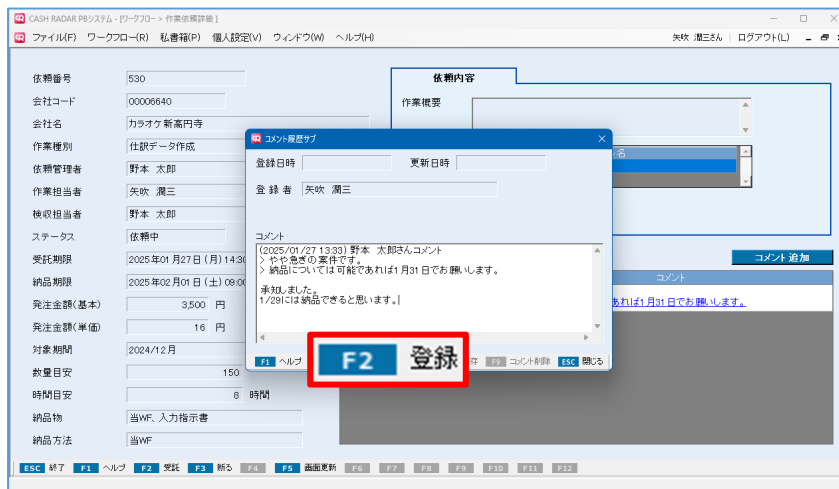 CASH RADAR PBシステム - [ワークフロー > 作業依頼詳細 ]
ファイル(F) ワークフロー(R) 私書箱(P) 個人設定(V) ウィンドウ(W) ヘルプ(H) 矢吹 潤三さん | ログアウト(L)
依頼番号 530
会社コード 00006640
会社名 カラオケ新高円寺
作業種別 仕訳データ作成
依頼管理者 野本 太郎
作業担当者 矢吹 潤三
検収担当者 野本 太郎
ステータス 依頼中
受託期限 2025年01月27日(月)14:30
納品期限 2025年02月01日(土)09:00
発注金額(基本) 3,500 円
発注金額(単価) 16 円
対象期間 2024/12月
数量目安 150
時間目安 8 時間
納品物 当WF、入力指示書
納品方法 当WF
依頼内容
作業概要
名
コメント追加
コメント
あれば1月31日でお願いします。
コメント履歴サブ
登録日時 更新日時
登録者 矢吹 潤三
コメント
(2025/01/27 13:33) 野本 太郎さんコメント
> やや急ぎの案件です。
> 納品については可能であれば1月31日でお願いします。
承知しました。
1/29には納品できると思います。
F1 ヘルプ F2 登録 存 F9 コメント削除 ESC 閉じる
ESC 終了 F1 ヘルプ F2 受託 F3 断る F4 F5 画面更新 F6 F7 F8 F9 F10 F11 F12